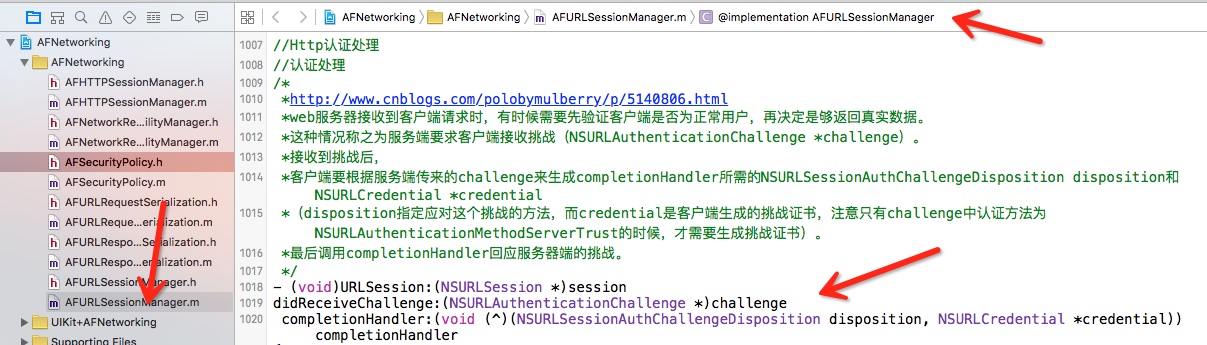 AFNetworking
AFNetworking
AFURLSessionManager.m
@implementation AFURLSessionManager
AFNetworking
AFNetworking
AFHTTPSessionManager.h
AFHTTPSessionManager.m
AFNetworkRe...ilityManager.h
AFNetworkRe...ilityManager.m
AFSecurityPolicy.h
AFSecurityPolicy.m
AFURLRequestSerialization.h
AFURLReque...erialization.m
AFURLRespo...Serialization.h
AFURLRespo...erialization.m
AFURLSessionManager.h
AFURLSessionManager.m
UIKit+AFNetworking
Supporting Files
1007 //Http认证处理
1008 //认证处理
1009 /*
1010 *http://www.cnblogs.com/polobymulberry/p/5140806.html
1011 *web服务器接收到客户端请求时，有时候需要先验证客户端是否为正常用户，再决定是够返回真实数据。
1012 *这种情况称之为服务端要求客户端接收挑战（NSURLAuthenticationChallenge *challenge）。
1013 *接收到挑战后，
1014 *客户端要根据服务端传来的challenge来生成completionHandler所需的NSURLSessionAuthChallengeDisposition disposition和
NSURLCredential *credential
1015 *（disposition指定应对这个挑战的方法，而credential是客户端生成的挑战证书，注意只有challenge中认证方法为
NSURLAuthenticationMethodServerTrust的时候，才需要生成挑战证书）。
1016 *最后调用completionHandler回应服务器端的挑战。
1017 */
1018 - (void)URLSession:(NSURLSession *)session
1019 didReceiveChallenge:(NSURLAuthenticationChallenge *)challenge
1020 completionHandler:(void (^)(NSURLSessionAuthChallengeDisposition disposition, NSURLCredential *credential))
completionHandler